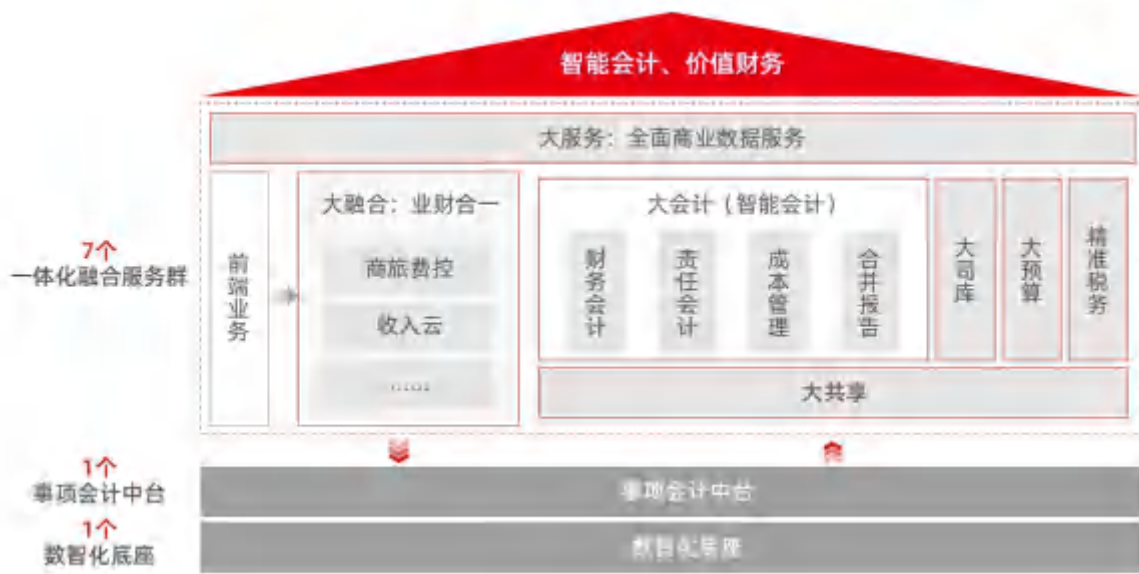 智能会计、价值财务
大服务：全面商业数据服务
7个
一体化融合服务群
前端业务
大融合：业财合一
商旅费控
收入云
……
大会计（智能会计）
财务会计
责任会计
成本管理
合并报告
大司库
大预算
精准税务
大共享
1个
事项会计中台
事项会计中台
1个
数智化底座
数智化底座